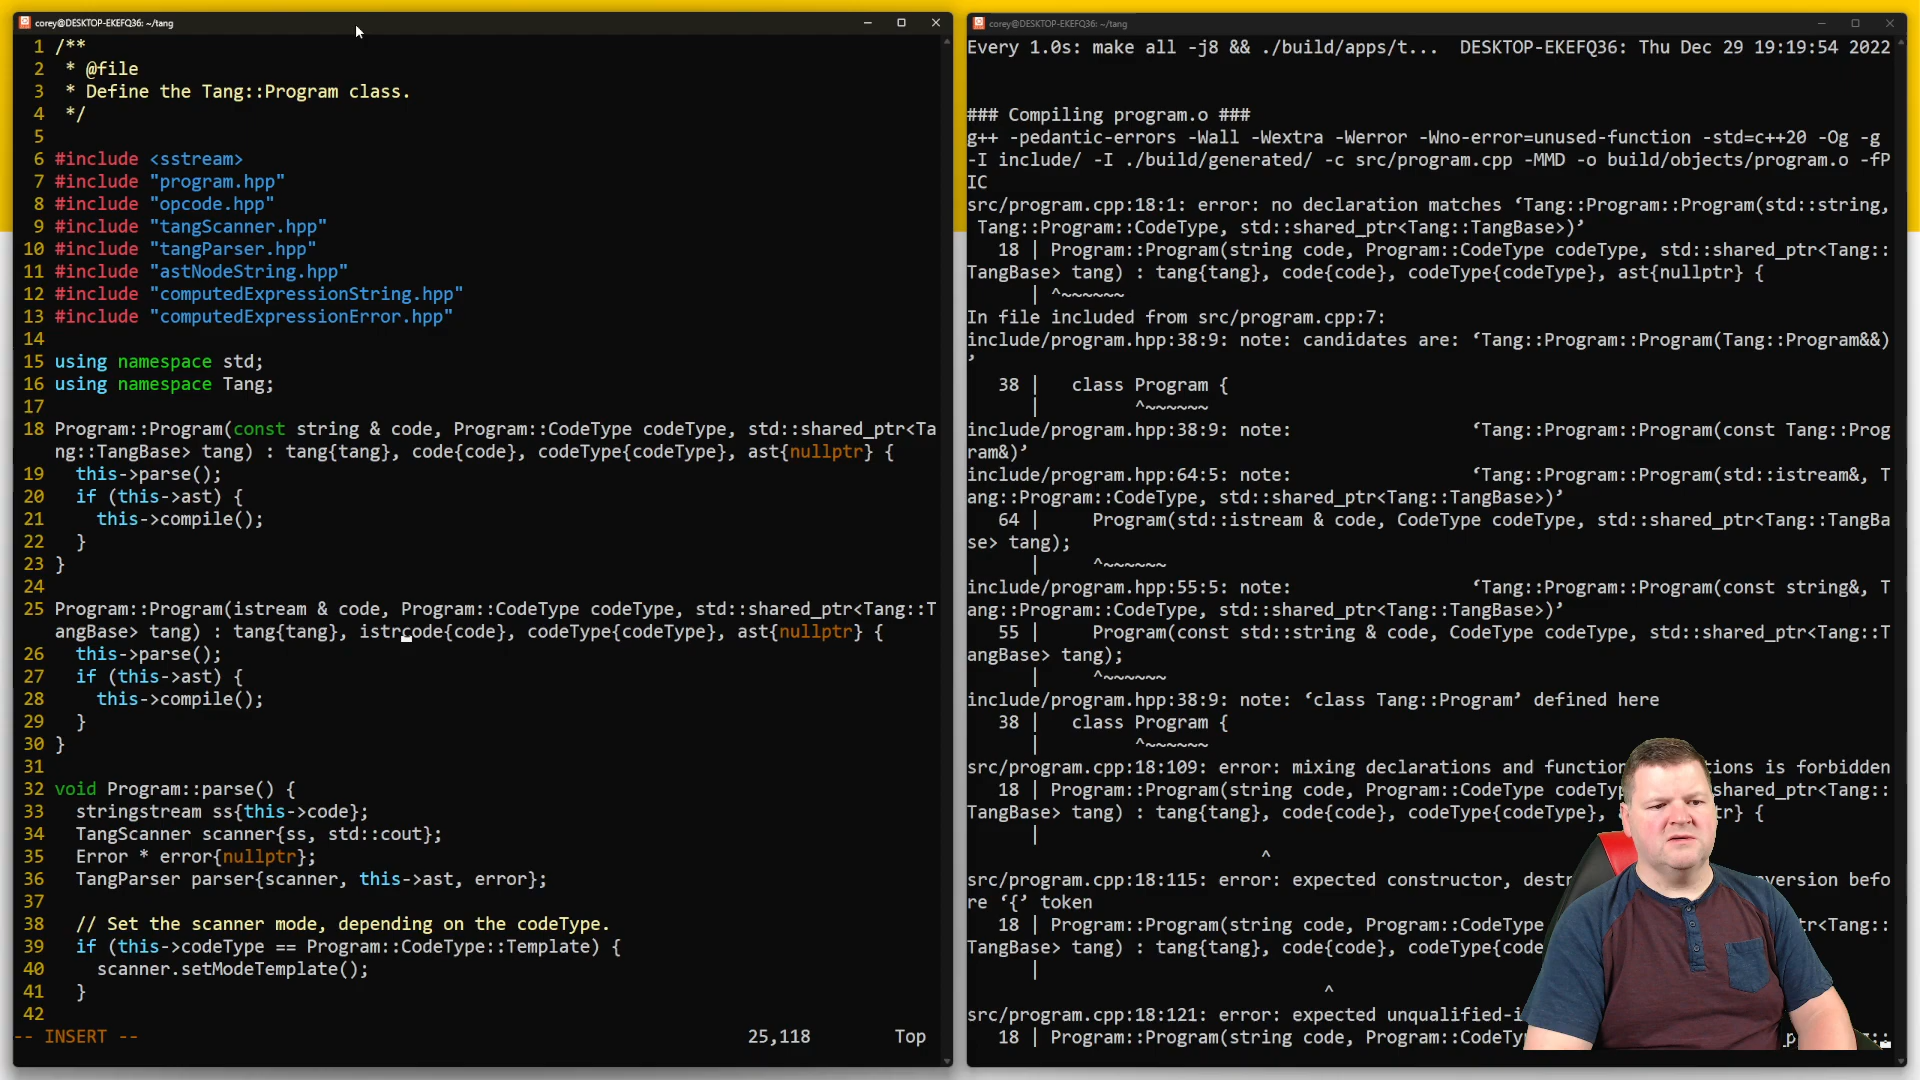 corey@DESKTOP-EKEFQ36: ~/tang
1 /**
2  * @file
3  * Define the Tang::Program class.
4  */
5
6 #include <sstream>
7 #include "program.hpp"
8 #include "opcode.hpp"
9 #include "tangScanner.hpp"
10 #include "tangParser.hpp"
11 #include "astNodeString.hpp"
12 #include "computedExpressionString.hpp"
13 #include "computedExpressionError.hpp"
14
15 using namespace std;
16 using namespace Tang;
17
18 Program::Program(const string & code, Program::CodeType codeType, std::shared_ptr<Ta
ng::TangBase> tang) : tang{tang}, code{code}, codeType{codeType}, ast{nullptr} {
19   this->parse();
20   if (this->ast) {
21     this->compile();
22   }
23 }
24
25 Program::Program(istream & code, Program::CodeType codeType, std::shared_ptr<Tang::T
angBase> tang) : tang{tang}, istrcode{code}, codeType{codeType}, ast{nullptr} {
26   this->parse();
27   if (this->ast) {
28     this->compile();
29   }
30 }
31
32 void Program::parse() {
33   stringstream ss{this->code};
34   TangScanner scanner{ss, std::cout};
35   Error * error{nullptr};
36   TangParser parser{scanner, this->ast, error};
37
38   // Set the scanner mode, depending on the codeType.
39   if (this->codeType == Program::CodeType::Template) {
40     scanner.setModeTemplate();
41   }
42
-- INSERT -- 25,118 Top
corey@DESKTOP-EKEFQ36: ~/tang
Every 1.0s: make all -j8 && ./build/apps/t... DESKTOP-EKEFQ36: Thu Dec 29 19:19:54 2022
### Compiling program.o ###
g++ -pedantic-errors -Wall -Wextra -Werror -Wno-error=unused-function -std=c++20 -Og -g
-I include/ -I ./build/generated/ -c src/program.cpp -MMD -o build/objects/program.o -fP
IC
src/program.cpp:18:1: error: no declaration matches ‘Tang::Program::Program(std::string,
 Tang::Program::CodeType, std::shared_ptr<Tang::TangBase>)’
   18 | Program::Program(string code, Program::CodeType codeType, std::shared_ptr<Tang::
TangBase> tang) : tang{tang}, code{code}, codeType{codeType}, ast{nullptr} {
      | ^~~~~~~
In file included from src/program.cpp:7:
include/program.hpp:38:9: note: candidates are: ‘Tang::Program::Program(Tang::Program&&)
’
   38 |   class Program {
      |         ^~~~~~~
include/program.hpp:38:9: note:                 ‘Tang::Program::Program(const Tang::Prog
ram&)’
include/program.hpp:64:5: note:                 ‘Tang::Program::Program(std::istream&, T
ang::Program::CodeType, std::shared_ptr<Tang::TangBase>)’
   64 |     Program(std::istream & code, CodeType codeType, std::shared_ptr<Tang::TangBa
se> tang);
      |     ^~~~~~~
include/program.hpp:55:5: note:                 ‘Tang::Program::Program(const string&, T
ang::Program::CodeType, std::shared_ptr<Tang::TangBase>)’
   55 |     Program(const std::string & code, CodeType codeType, std::shared_ptr<Tang::T
angBase> tang);
      |     ^~~~~~~
include/program.hpp:38:9: note: ‘class Tang::Program’ defined here
   38 |   class Program {
      |         ^~~~~~~
src/program.cpp:18:109: error: mixing declarations and function is forbidden
   18 | Program::Program(string code, Program::CodeType shared_ptr<Tang::
TangBase> tang) : tang{tang}, code{code}, codeType{codeType}, {
      |
^
src/program.cpp:18:115: error: expected constructor, befo
re ‘{’ token
   18 | Program::Program(string code, Program::CodeType
TangBase> tang) : tang{tang}, code{code}, 
      |
^
src/program.cpp:18:121: error: expected
   18 | Program::Program(string code,